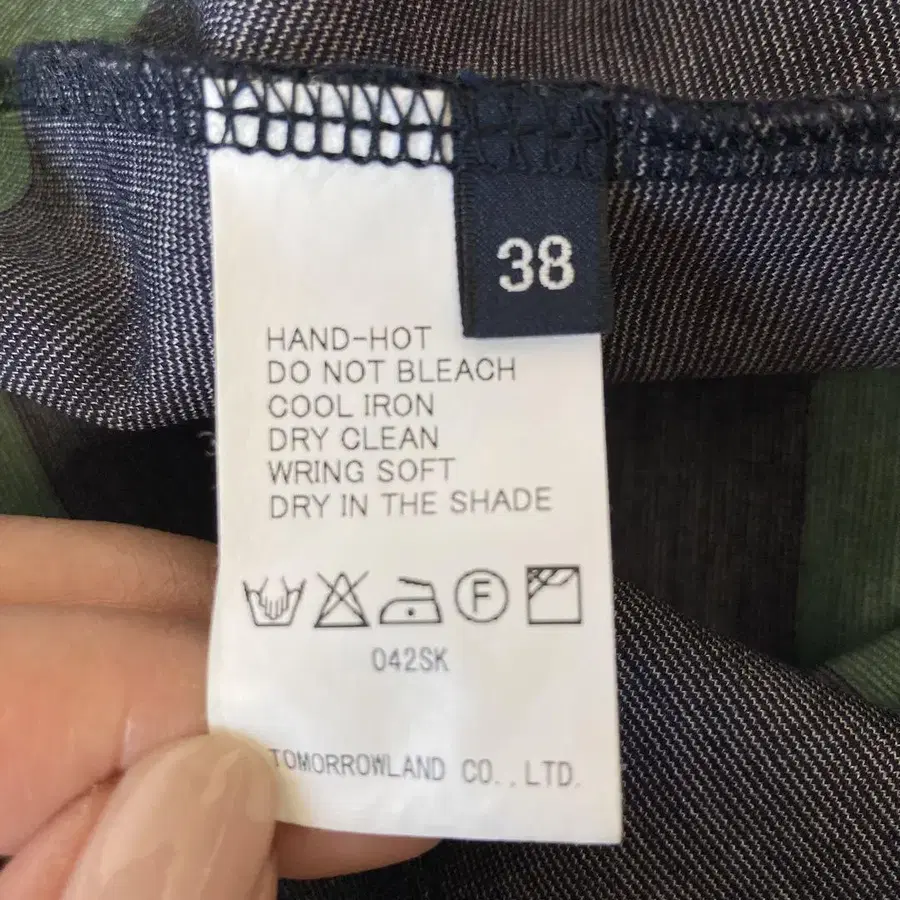 38
HAND-HOT
DO NOT BLEACH
COOL IRON
DRY CLEAN
WRING SOFT
DRY IN THE SHADE
F
042SK
TOMORROWLAND CO.,LTD.